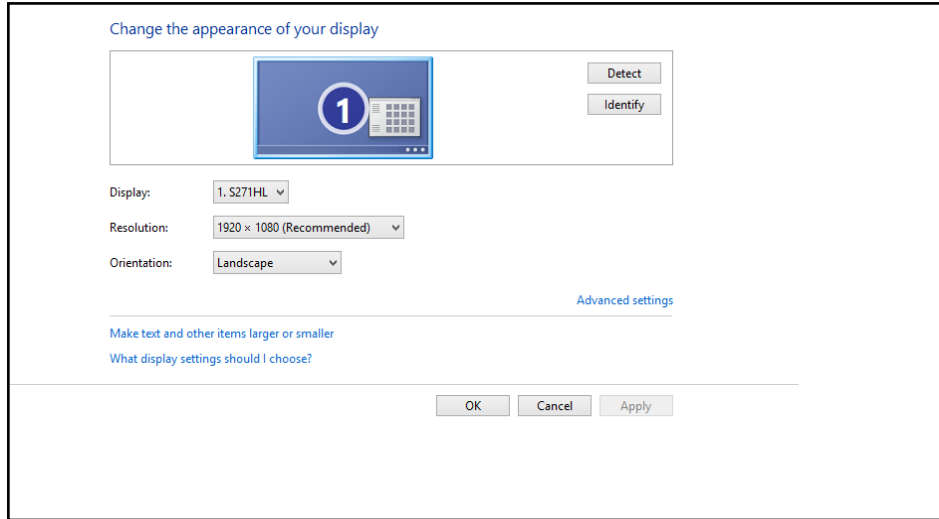 Change the appearance of your display
1
Detect
Identify
Display: 1. S271HL
Resolution: 1920 × 1080 (Recommended)
Orientation: Landscape
Advanced settings
Make text and other items larger or smaller
What display settings should I choose?
OK Cancel Apply